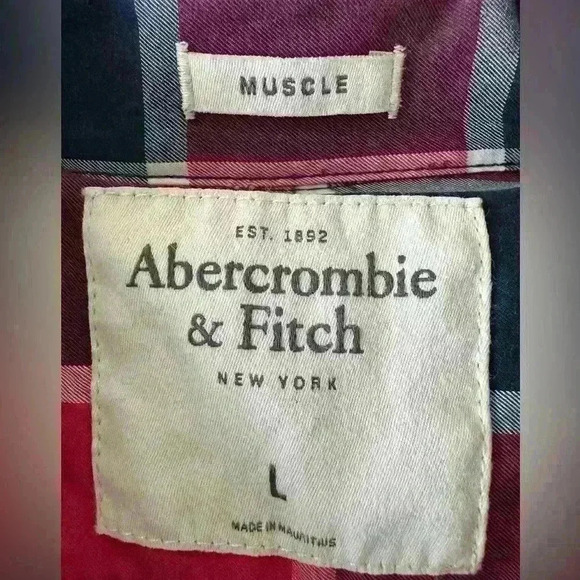 MUSCLE
EST. 1892
Abercrombie
& Fitch
NEW YORK
L
MADE IN MAURITIUS